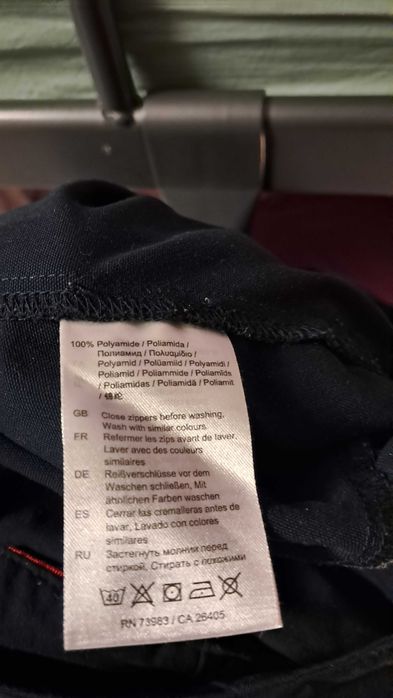 100% Polyamide / Poliamida /
Полиамид / Πολυαμίδιο /
Polyamid / Polüamiid / Polyamidi /
Poliamid / Poliammide / Poliamīds
/ Poliamidas / Poliamidă / Poliamit
/ 锦纶
GB Close zippers before washing,
Wash with similar colours.
FR Refermer les zips avant de laver.
Laver avec des couleurs
similaires
DE Reißverschlüsse vor dem
Waschen schließen, Mit
ähnlichen Farben waschen
ES Cerrar las cremalleras antes de
lavar, Lavado con colores
similares
RU Застегнуть молнии перед
стиркой, Стирать с похожими
40
RN 73983 / CA 26405